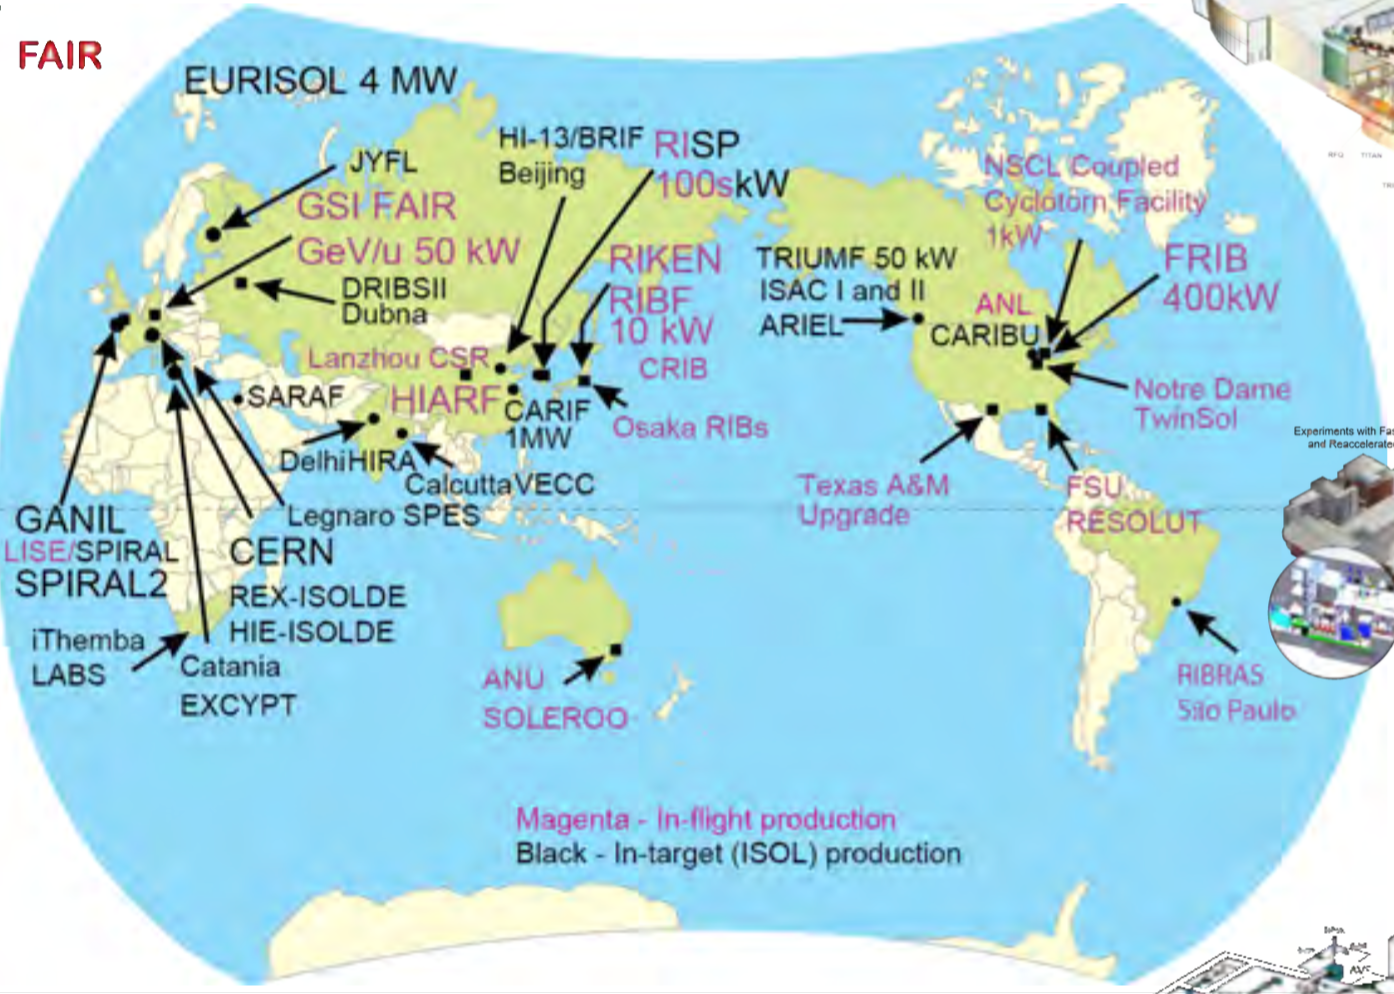 FAIR
EURISOL 4 MW
JYFL
HI-13/BRIF
Beijing
RISP
100skW
NSCL Coupled
Cyclotorn Facility
1kW
GSI FAIR
GeV/u 50 kW
DRIBSII
Dubna
RIKEN
RIBF
10 kW
CRIB
TRIUMF 50 kW
ISAC I and II
ARIEL
ANL
CARIBU
FRIB
400kW
Lanzhou CSR
HIARF
CARIF
1MW
Osaka RIBs
SARAF
DelhiHIRA
CalcuttaVECC
Notre Dame
TwinSol
Experiments with Fas
and Reaccelerate
Texas A&M
Upgrade
FSU
RESOLUT
GANIL
LISE/SPIRAL
SPIRAL2
Legnaro SPES
CERN
REX-ISOLDE
HIE-ISOLDE
iThemba
LABS
Catania
EXCYPT
ANU
SOLEROO
RIBRAS
São Paulo
Magenta - In-flight production
Black - In-target (ISOL) production
RFQ TITAN